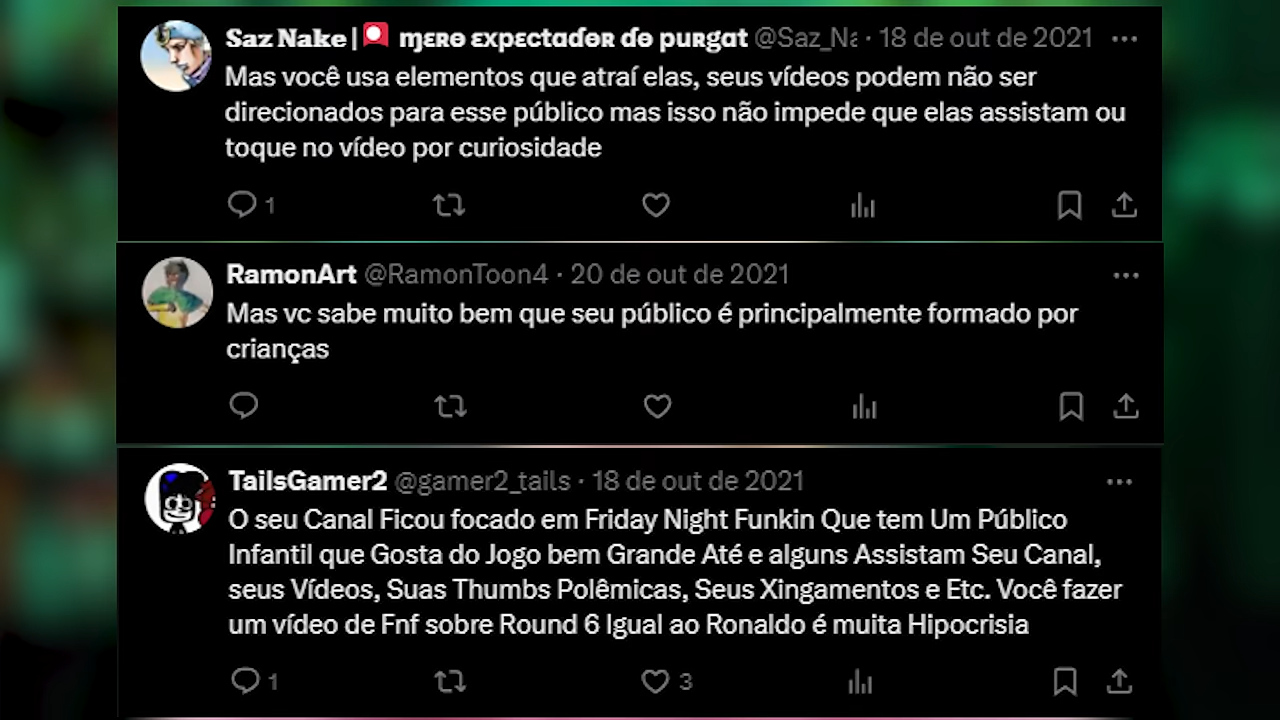 Saz Nake | 🚨 ɱɛʀɵ ɛxpɛctɑɗɵʀ ɗɵ puʀgɑt @Saz_Na · 18 de out de 2021
Mas você usa elementos que atraí elas, seus vídeos podem não ser
direcionados para esse público mas isso não impede que elas assistam ou
toque no vídeo por curiosidade
1
RamonArt @RamonToon4 · 20 de out de 2021
Mas vc sabe muito bem que seu público é principalmente formado por
crianças
TailsGamer2 @gamer2_tails · 18 de out de 2021
O seu Canal Ficou focado em Friday Night Funkin Que tem Um Público
Infantil que Gosta do Jogo bem Grande Até e alguns Assistam Seu Canal,
seus Vídeos, Suas Thumbs Polêmicas, Seus Xingamentos e Etc. Você fazer
um vídeo de Fnf sobre Round 6 Igual ao Ronaldo é muita Hipocrisia
1 3